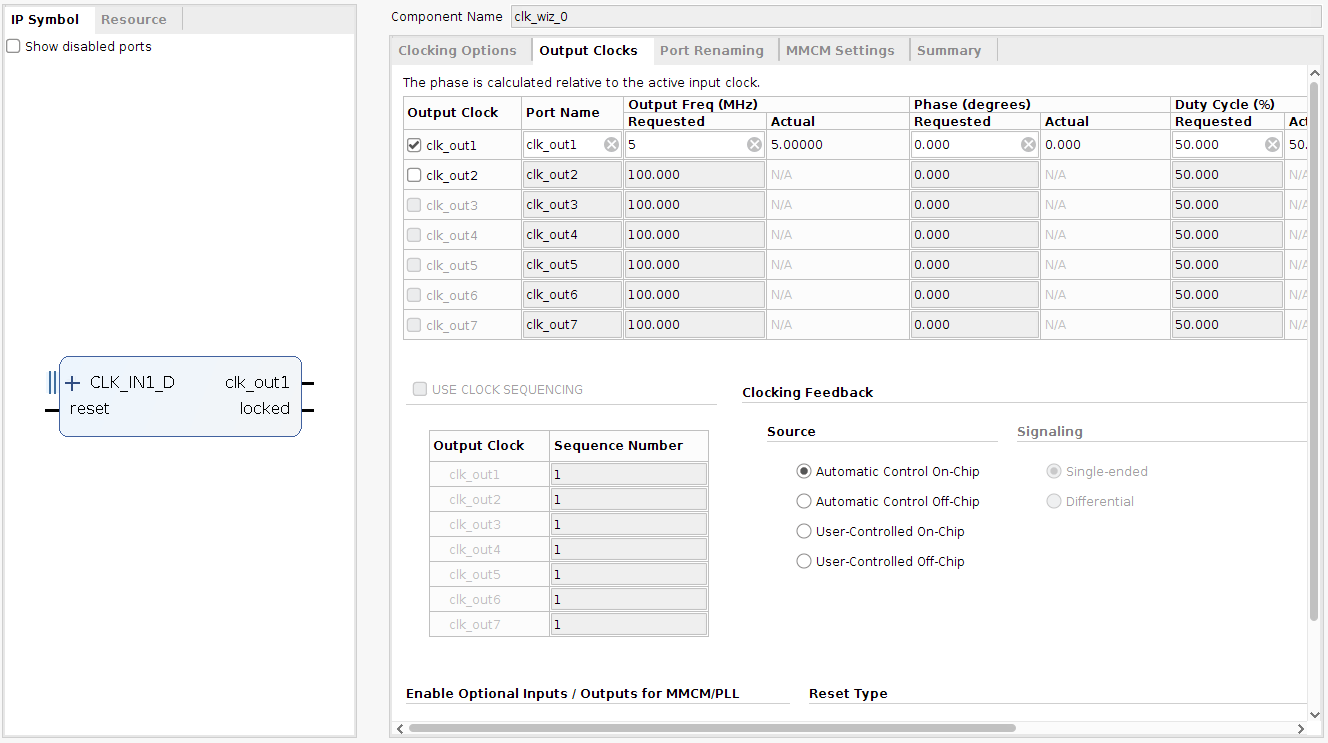 IP Symbol Resource
Show disabled ports
CLK_IN1_D clk_out1
reset locked
Component Name clk_wiz_0
Clocking Options Output Clocks Port Renaming MMCM Settings Summary
The phase is calculated relative to the active input clock.
Output Clock Port Name Output Freq (MHz) Phase (degrees) Duty Cycle (%)
Requested Actual Requested Actual Requested Act
clk_out1 clk_out1 5 5.00000 0.000 0.000 50.000 50.
clk_out2 clk_out2 100.000 N/A 0.000 N/A 50.000 N/A
clk_out3 clk_out3 100.000 N/A 0.000 N/A 50.000 N/A
clk_out4 clk_out4 100.000 N/A 0.000 N/A 50.000 N/A
clk_out5 clk_out5 100.000 N/A 0.000 N/A 50.000 N/A
clk_out6 clk_out6 100.000 N/A 0.000 N/A 50.000 N/A
clk_out7 clk_out7 100.000 N/A 0.000 N/A 50.000 N/A
USE CLOCK SEQUENCING
Output Clock Sequence Number
clk_out1 1
clk_out2 1
clk_out3 1
clk_out4 1
clk_out5 1
clk_out6 1
clk_out7 1
Clocking Feedback
Source Signaling
Automatic Control On-Chip Single-ended
Automatic Control Off-Chip Differential
User-Controlled On-Chip
User-Controlled Off-Chip
Enable Optional Inputs / Outputs for MMCM/PLL Reset Type